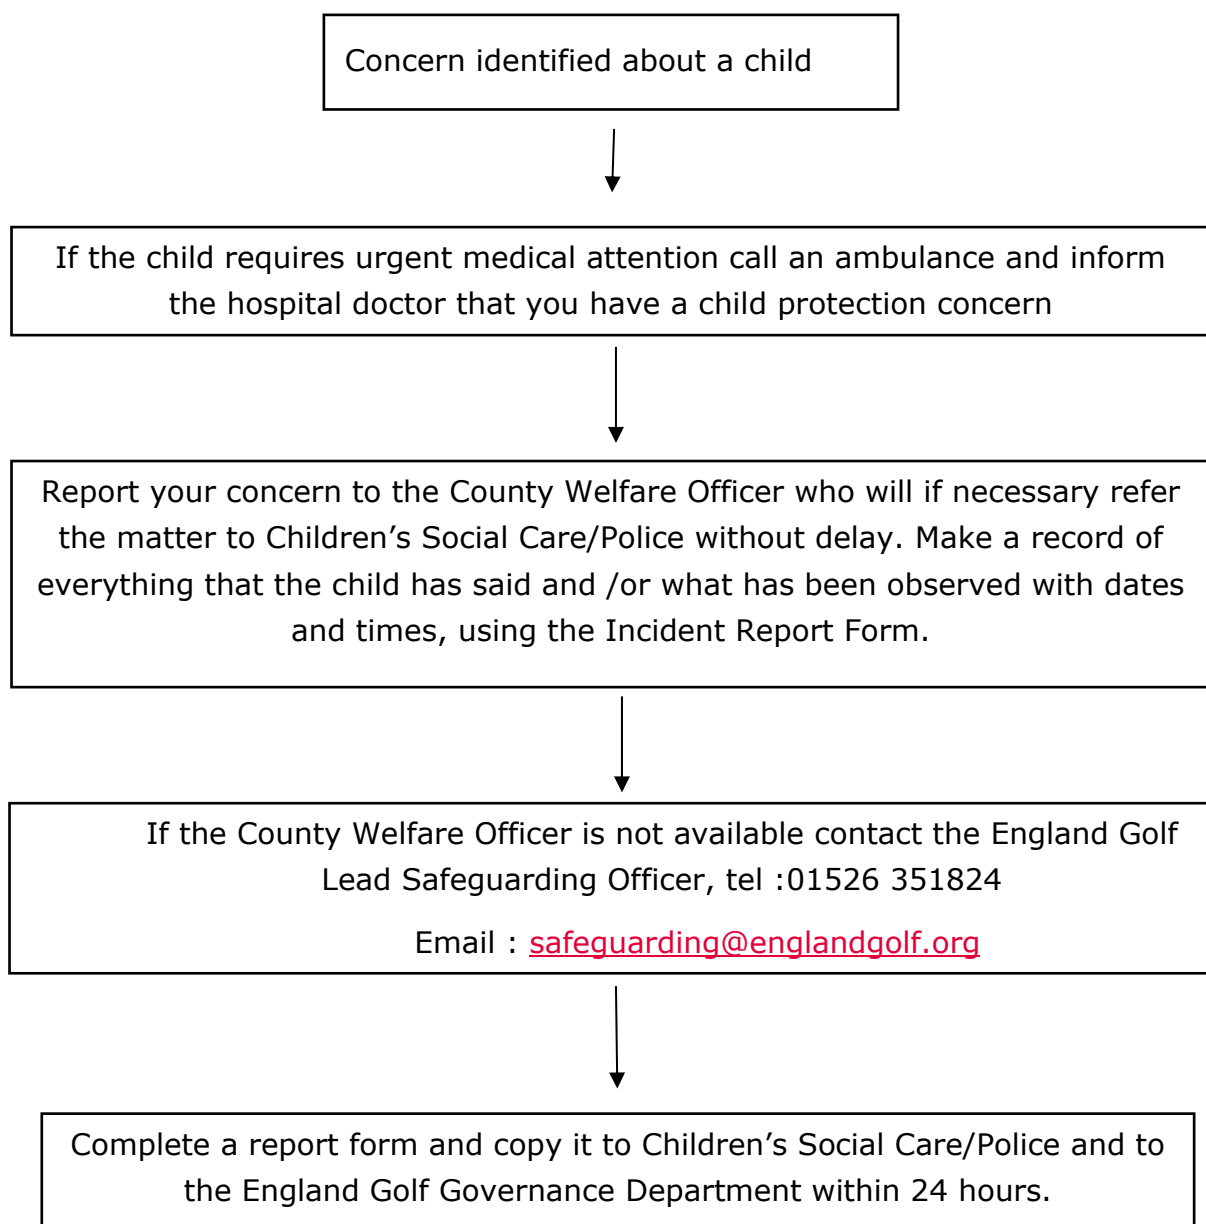 Concern identified about a child
If the child requires urgent medical attention call an ambulance and inform
the hospital doctor that you have a child protection concern
Report your concern to the County Welfare Officer who will if necessary refer
the matter to Children’s Social Care/Police without delay. Make a record of
everything that the child has said and /or what has been observed with dates
and times, using the Incident Report Form.
If the County Welfare Officer is not available contact the England Golf
Lead Safeguarding Officer, tel :01526 351824
Email : safeguarding@englandgolf.org
Complete a report form and copy it to Children’s Social Care/Police and to
the England Golf Governance Department within 24 hours.